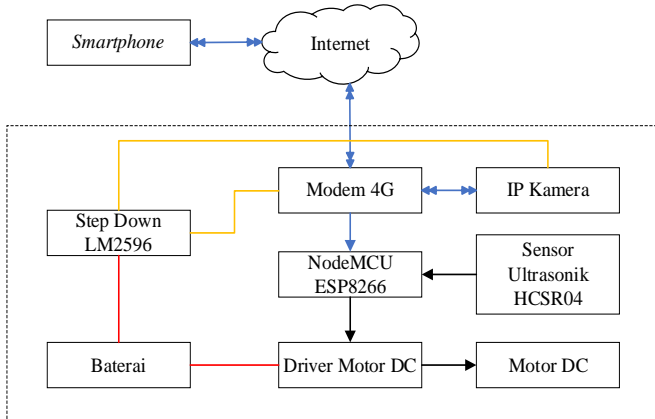 Smartphone
Internet
Modem 4G
IP Kamera
Step Down
LM2596
NodeMCU
ESP8266
Sensor
Ultrasonik
HCSR04
Baterai
Driver Motor DC
Motor DC